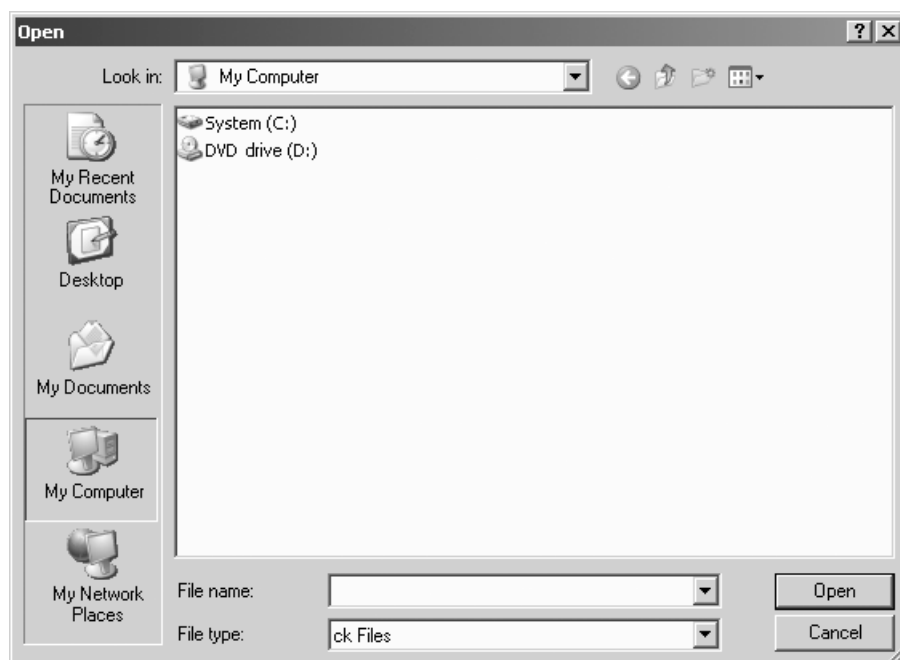 Open
Look in:
My Computer
System (C:)
DVD drive (D:)
My Recent
Documents
Desktop
My Documents
My Computer
My Network
Places
File name:
Open
File type:
ck Files
Cancel